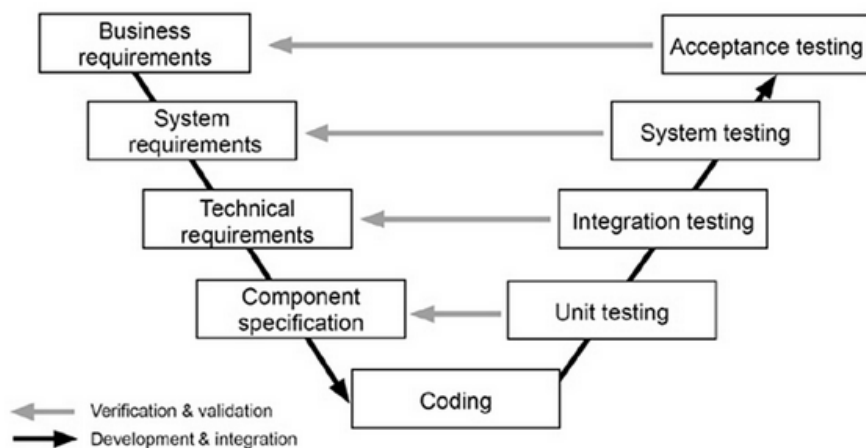 Business
requirements
Acceptance testing
System
requirements
System testing
Technical
requirements
Integration testing
Component
specification
Unit testing
Coding
Verification & validation
Development & integration